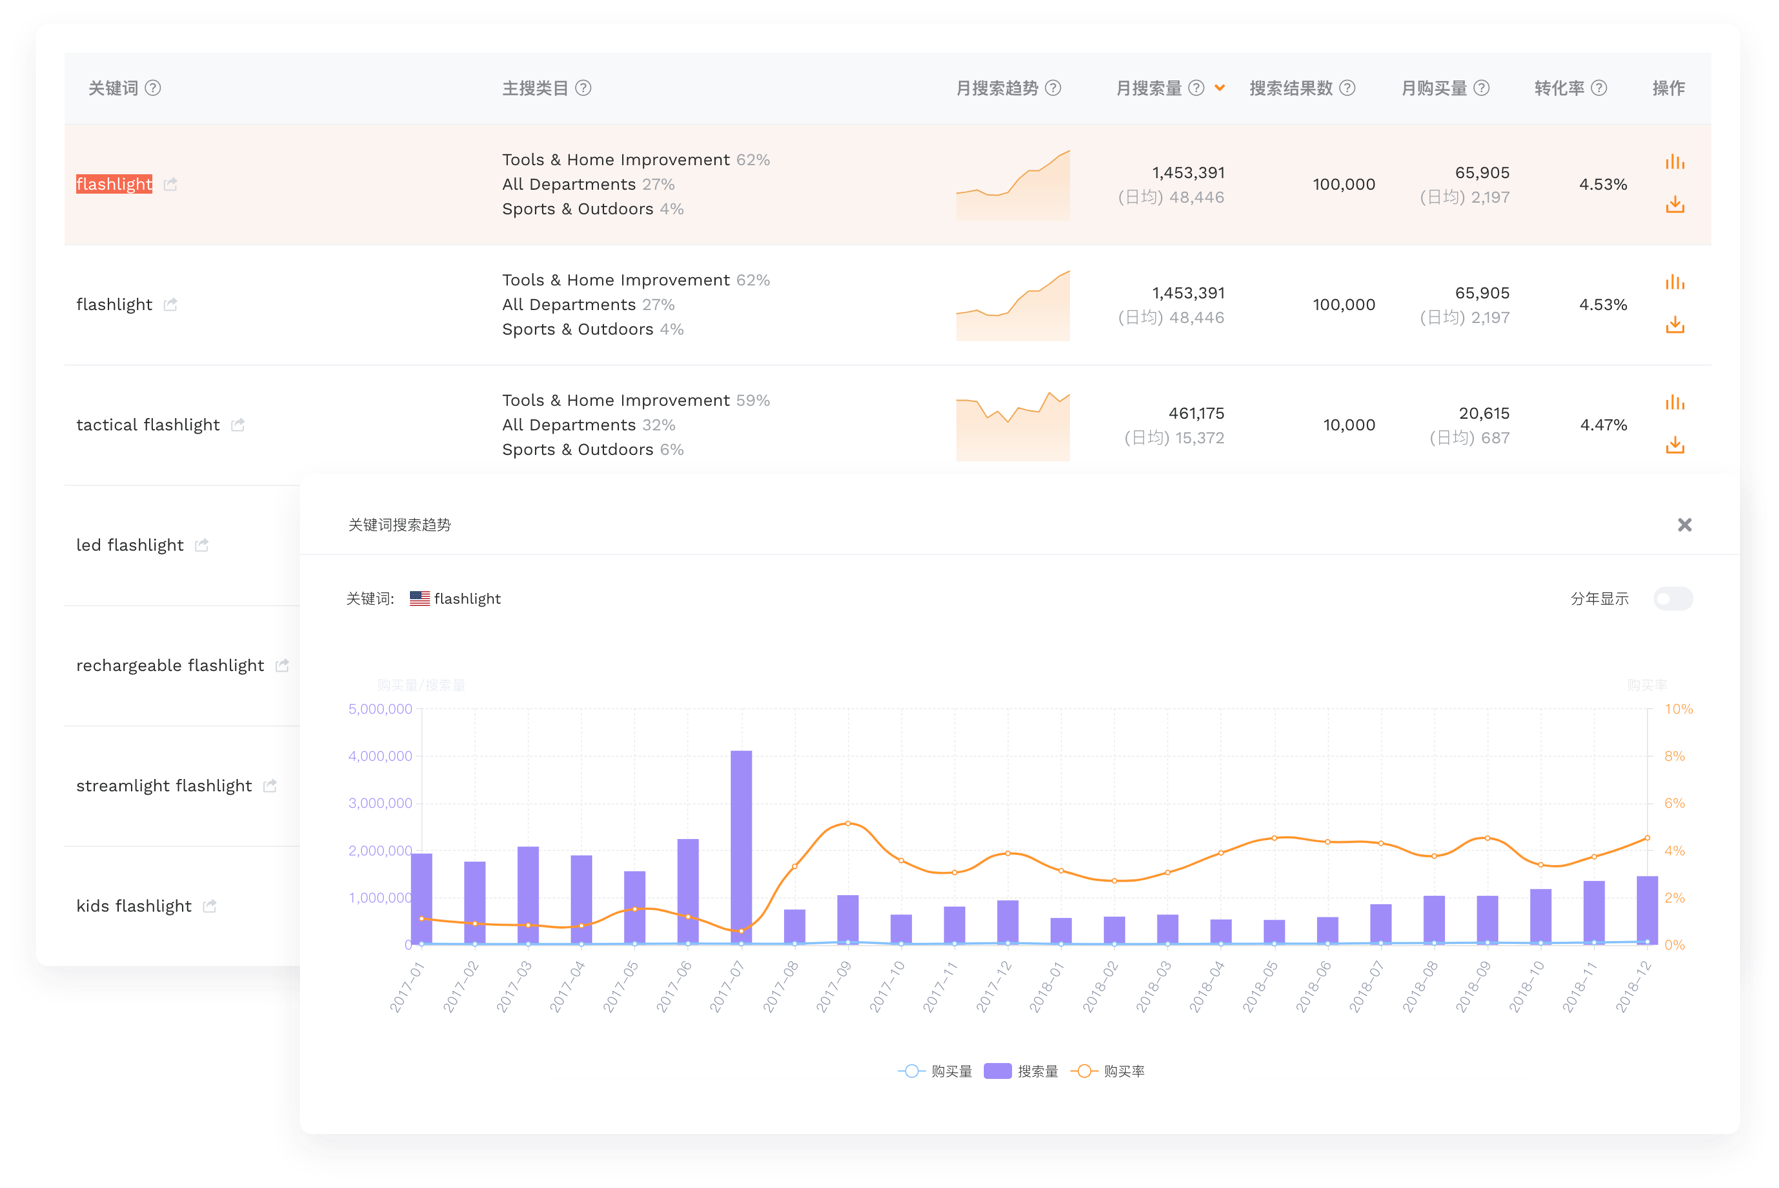 关键词 主搜类目 月搜索趋势 月搜索量 搜索结果数 月购买量 转化率 操作
flashlight
Tools & Home Improvement 62%
All Departments 27%
Sports & Outdoors 4%
1,453,391
(日均) 48,446
100,000
65,905
(日均) 2,197
4.53%
flashlight
Tools & Home Improvement 62%
All Departments 27%
Sports & Outdoors 4%
1,453,391
(日均) 48,446
100,000
65,905
(日均) 2,197
4.53%
tactical flashlight
Tools & Home Improvement 59%
All Departments 32%
Sports & Outdoors 6%
461,175
(日均) 15,372
10,000
20,615
(日均) 687
4.47%
led flashlight
rechargeable flashlight
streamlight flashlight
kids flashlight
关键词搜索趋势
关键词: flashlight
分年显示
购买量/搜索量
购买率
5,000,000
4,000,000
3,000,000
2,000,000
1,000,000
0
10%
8%
6%
4%
2%
0%
2017-01
2017-02
2017-03
2017-04
2017-05
2017-06
2017-07
2017-08
2017-09
2017-10
2017-11
2017-12
2018-01
2018-02
2018-03
2018-04
2018-05
2018-06
2018-07
2018-08
2018-09
2018-10
2018-11
2018-12
购买量 搜索量 购买率